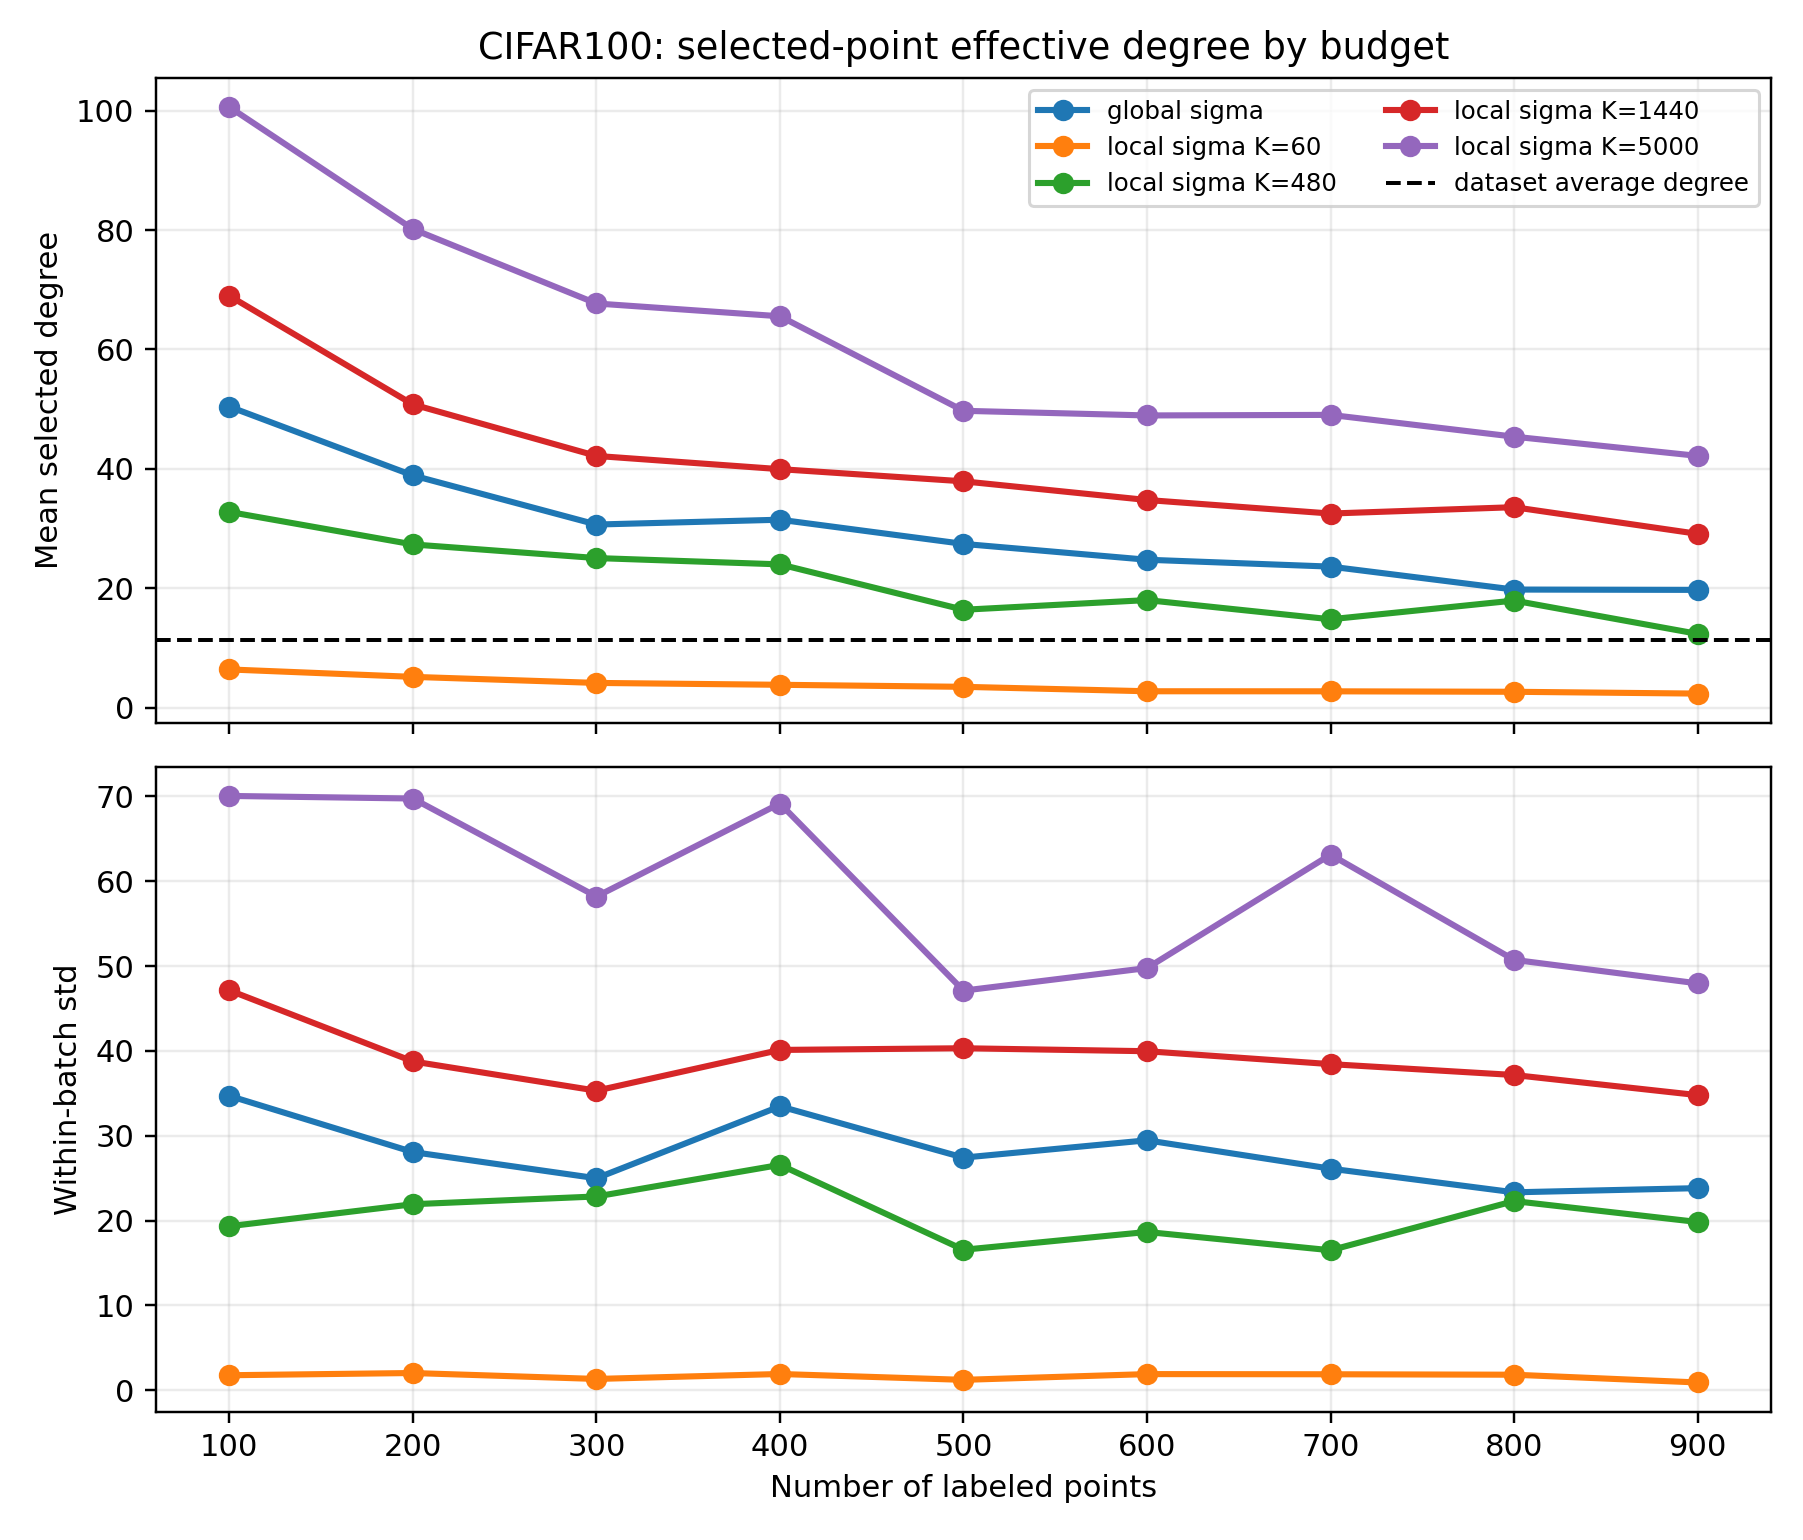 CIFAR100: selected-point effective degree by budget
global sigma
local sigma K=60
local sigma K=480
local sigma K=1440
local sigma K=5000
dataset average degree
Mean selected degree
100
80
60
40
20
0
Within-batch std
70
60
50
40
30
20
10
0
100 200 300 400 500 600 700 800 900
Number of labeled points